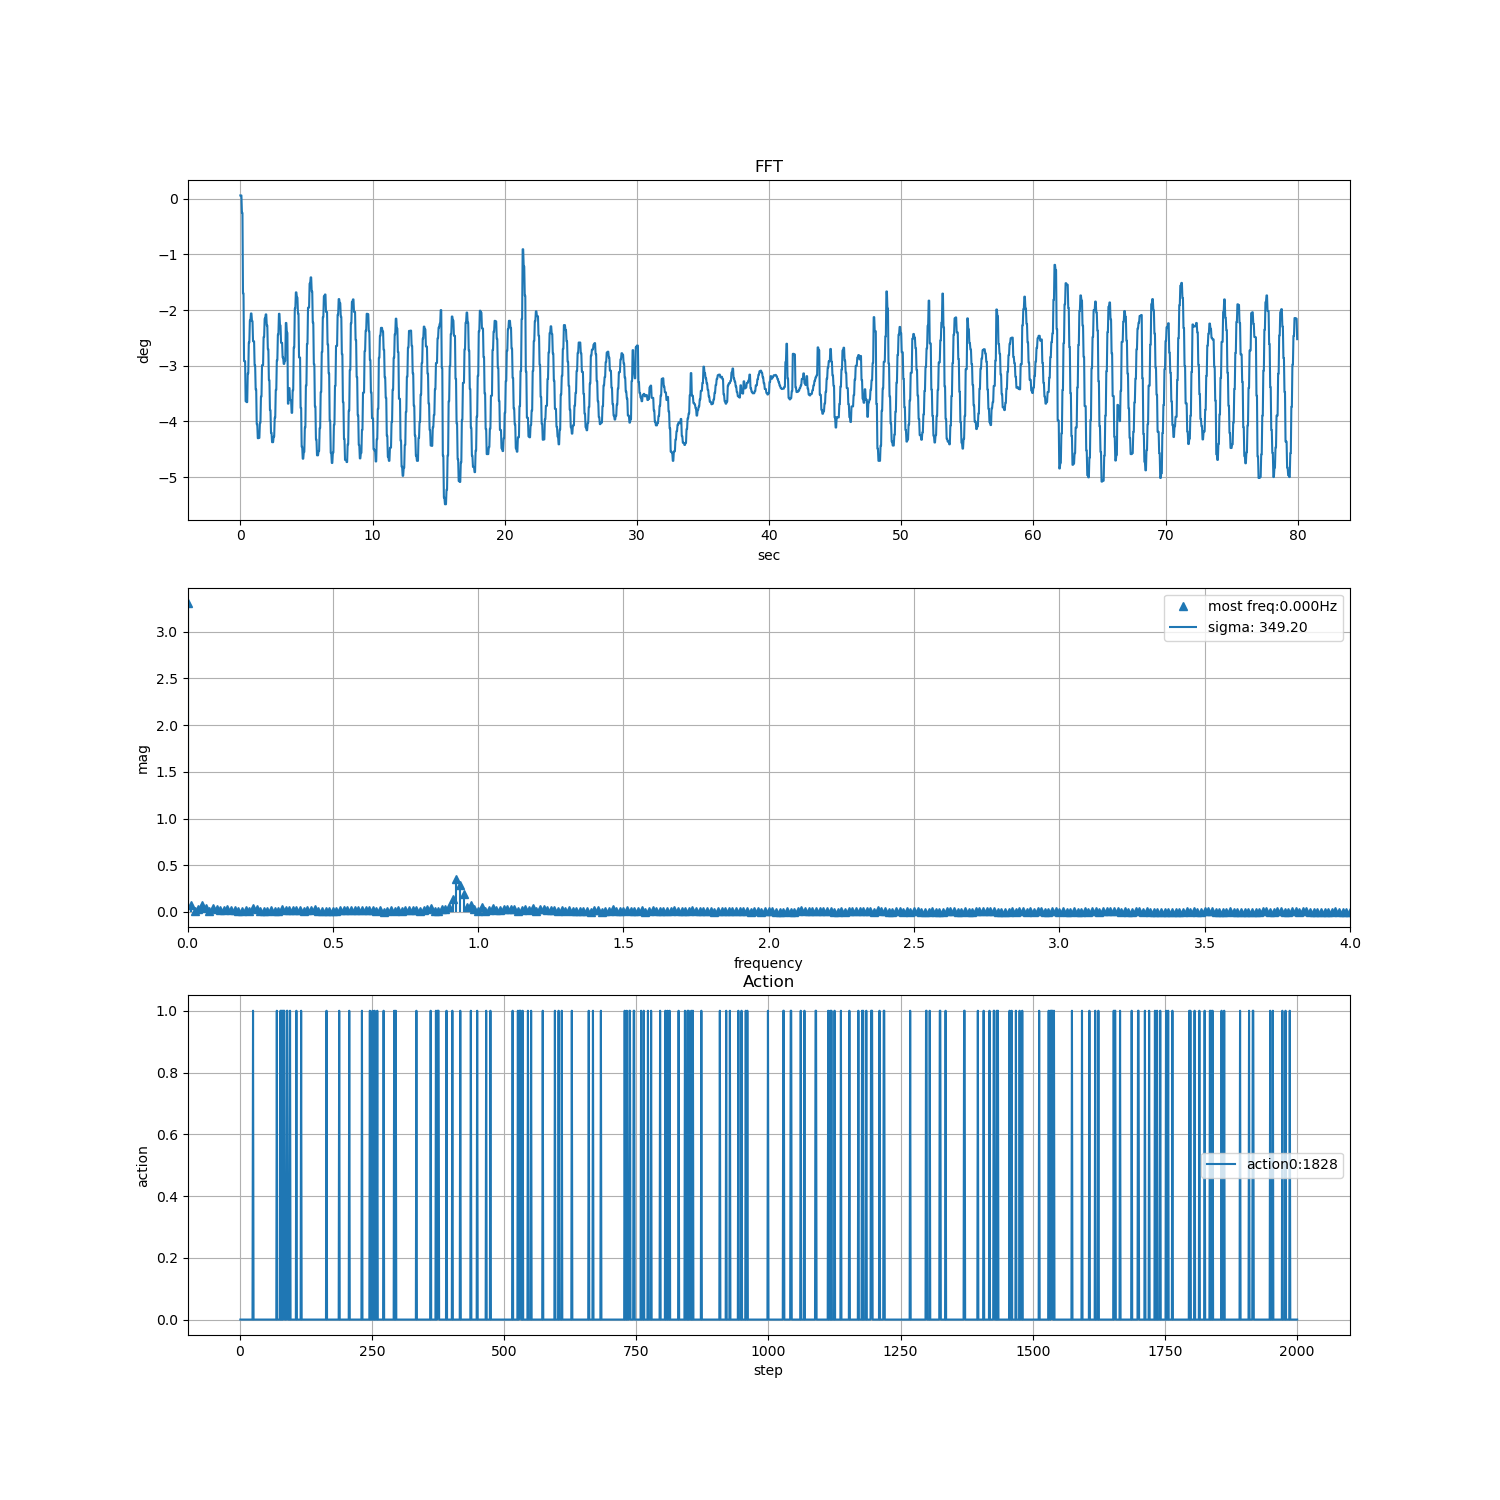 FFT
0
−1
−2
−3
−4
−5
deg
0 10 20 30 40 50 60 70 80
sec
most freq:0.000Hz
sigma: 349.20
3.0
2.5
2.0
1.5
1.0
0.5
0.0
mag
0.0 0.5 1.0 1.5 2.0 2.5 3.0 3.5 4.0
frequency
Action
1.0
0.8
0.6
0.4
0.2
0.0
action
action0:1828
0 250 500 750 1000 1250 1500 1750 2000
step